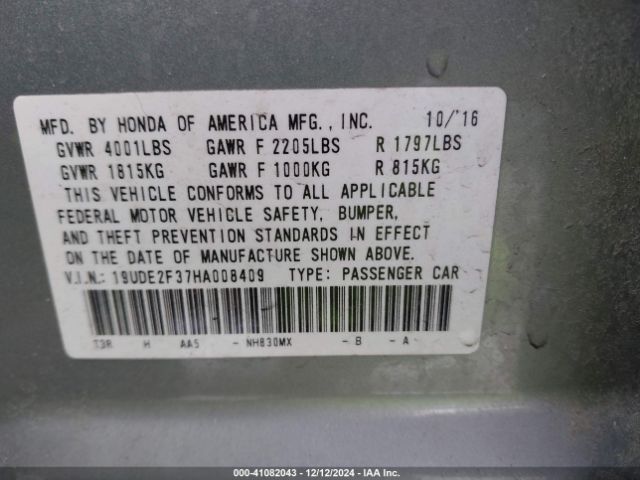 MFD. BY HONDA OF AMERICA MFG., INC. 10/'16
GVWR 4001LBS GAWR F 2205LBS R 1797LBS
GVWR 1815KG GAWR F 1000KG R 815KG
THIS VEHICLE CONFORMS TO ALL APPLICABLE
FEDERAL MOTOR VEHICLE SAFETY, BUMPER,
AND THEFT PREVENTION STANDARDS IN EFFECT
ON THE DATE OF MANUFACTURE SHOWN ABOVE.
V.I.N.: 19UDE2F37HA008409 TYPE: PASSENGER CAR
T3R H AA5 - NH830MX - B - A
000-41082043 - 12/12/2024 - IAA Inc.